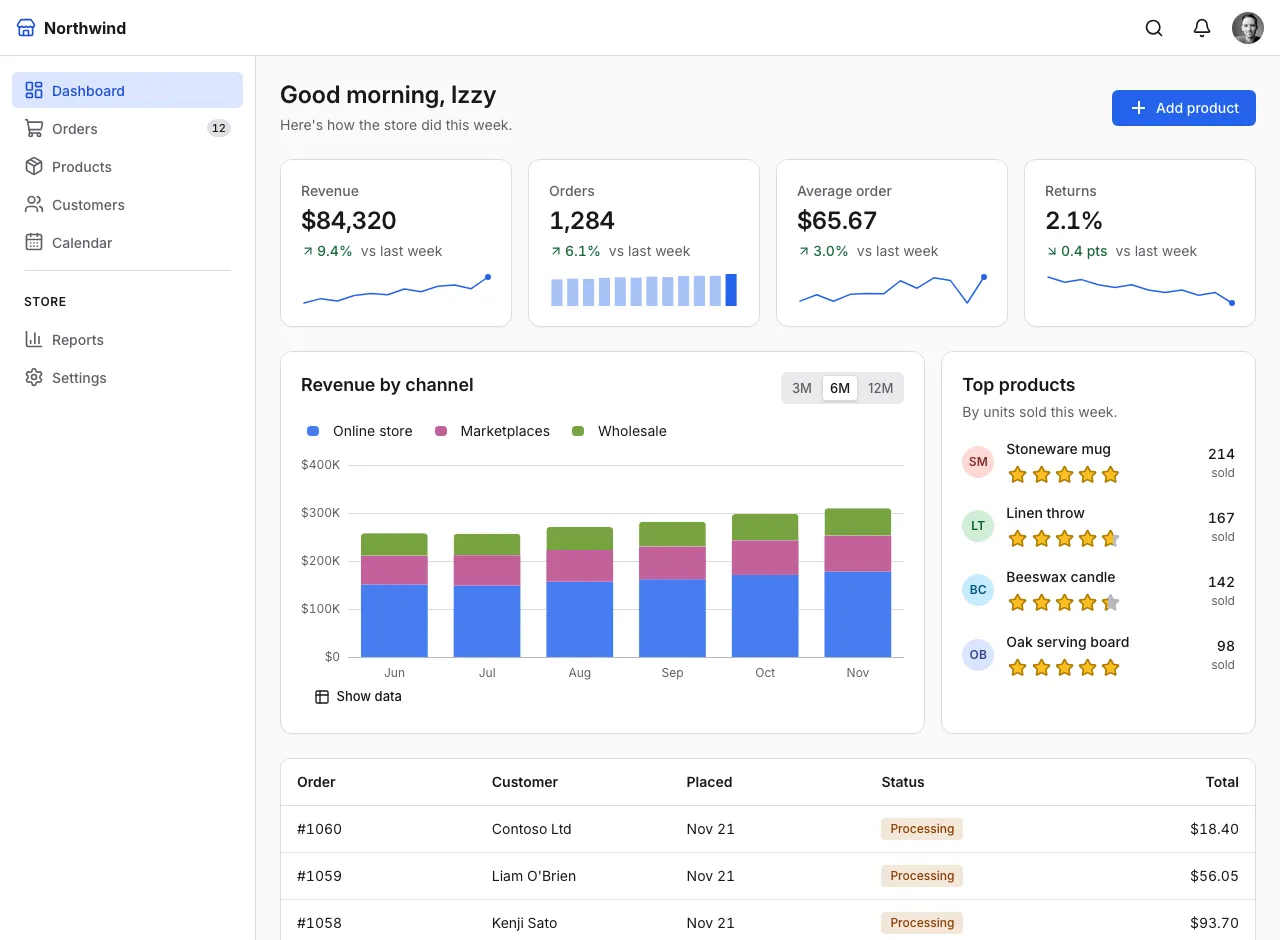 Northwind
Dashboard
Orders 12
Products
Customers
Calendar
STORE
Reports
Settings
Good morning, Izzy
Here's how the store did this week.
Add product
Revenue
$84,320
9.4% vs last week
Orders
1,284
6.1% vs last week
Average order
$65.67
3.0% vs last week
Returns
2.1%
0.4 pts vs last week
Revenue by channel
3M 6M 12M
Online store Marketplaces Wholesale
$400K
$300K
$200K
$100K
$0
Jun Jul Aug Sep Oct Nov
Show data
Top products
By units sold this week.
SM Stoneware mug 214 sold
LT Linen throw 167 sold
BC Beeswax candle 142 sold
OB Oak serving board 98 sold
Order Customer Placed Status Total
#1060 Contoso Ltd Nov 21 Processing $18.40
#1059 Liam O'Brien Nov 21 Processing $56.05
#1058 Kenji Sato Nov 21 Processing $93.70